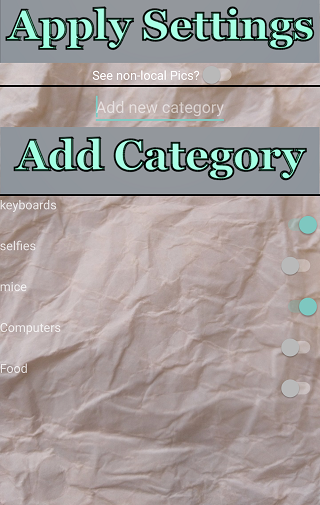 Apply Settings
See non-local Pics?
Add new category
Add Category
keyboards
selfies
mice
Computers
Food